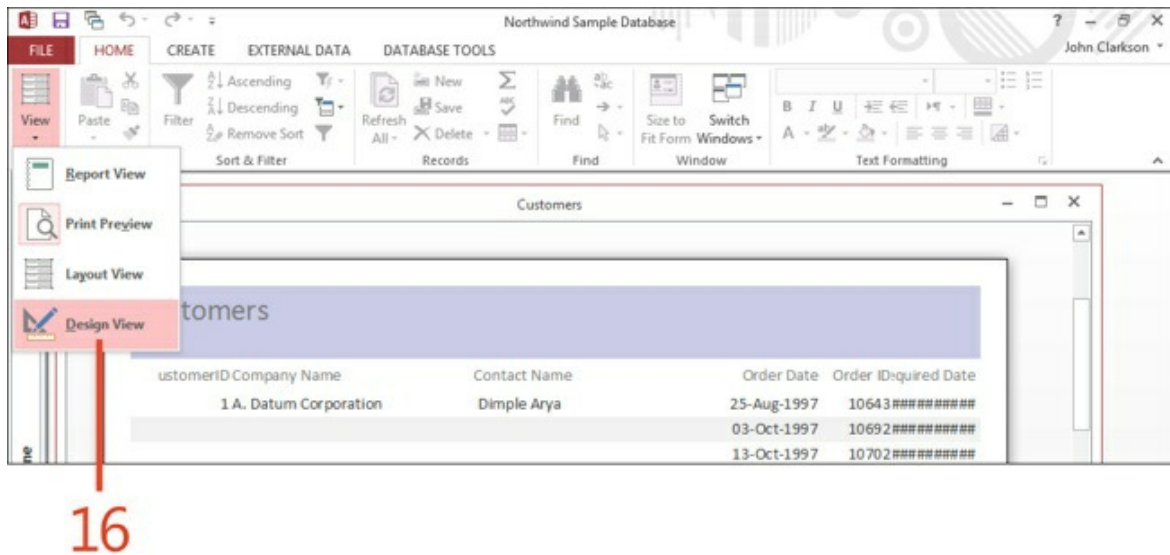 Northwind Sample Database
?
FILE HOME CREATE EXTERNAL DATA DATABASE TOOLS John Clarkson
View
Paste
Filter
Ascending
Descending
Remove Sort
Sort & Filter
Refresh All
New
Save
Delete
Records
Find
Find
Size to Fit Form
Switch Windows
Window
B I U
A
Text Formatting
Report View
Print Preview
Layout View
Design View
Customers
tomers
ustomerID Company Name Contact Name Order Date Order ID quired Date
1 A. Datum Corporation Dimple Arya 25-Aug-1997 10643##########
03-Oct-1997 10692##########
13-Oct-1997 10702##########
ne
16